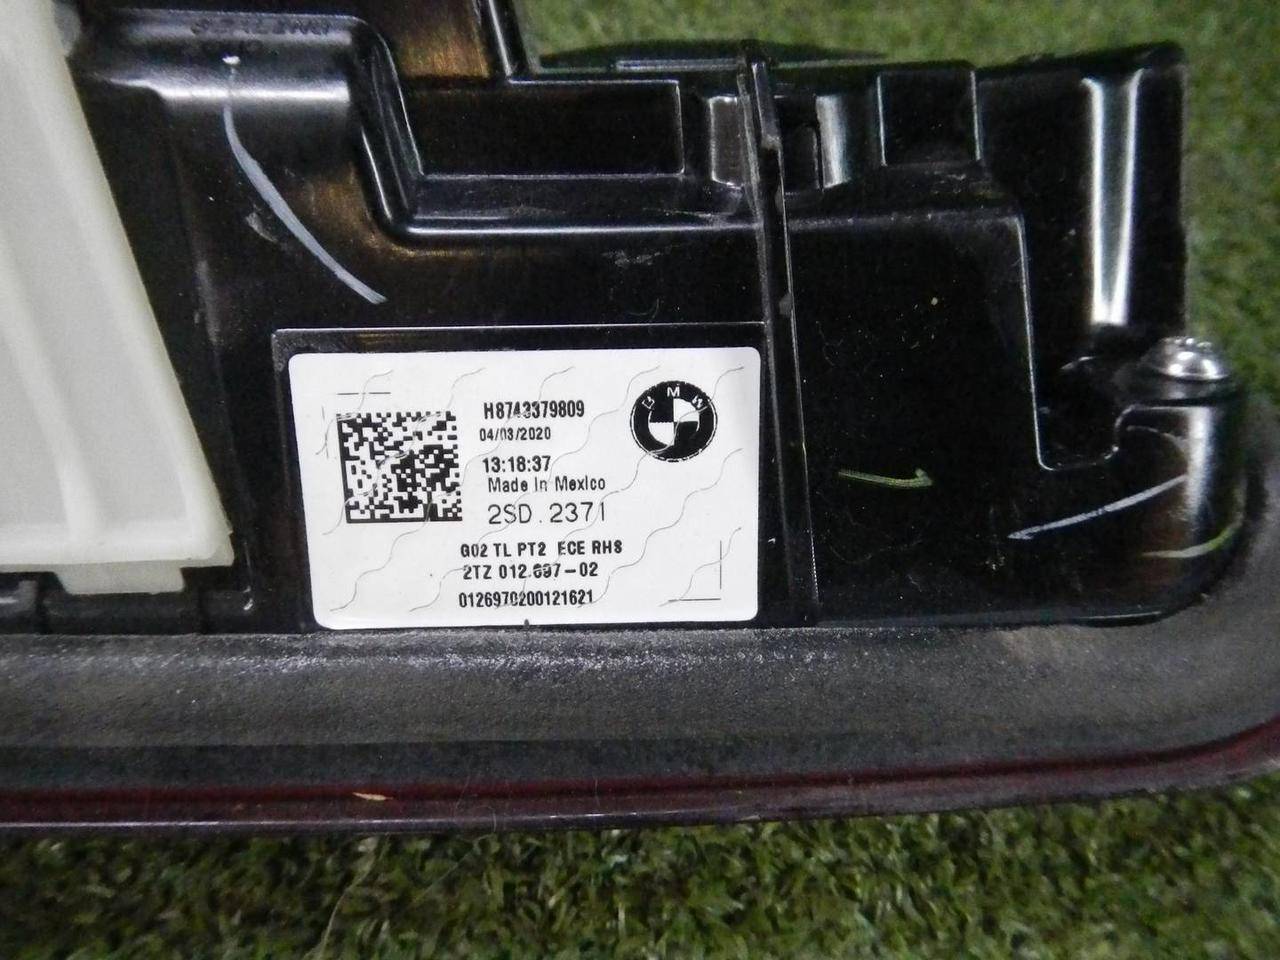 BMW
H8743379809
04/03/2020
13:18:37
Made In Mexico
2SD.2371
G02 TL PT2 ECE RHS
2TZ 012.697-02
0126970200121621